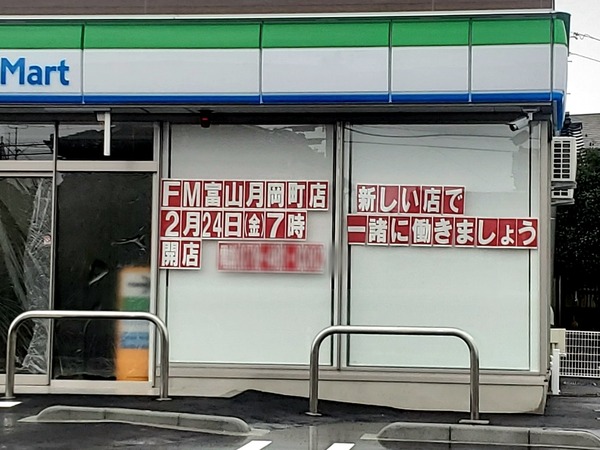 Mart
FM富山月岡町店
2月24日(金)7時
開店
新しい店で
一諸に働きましょう